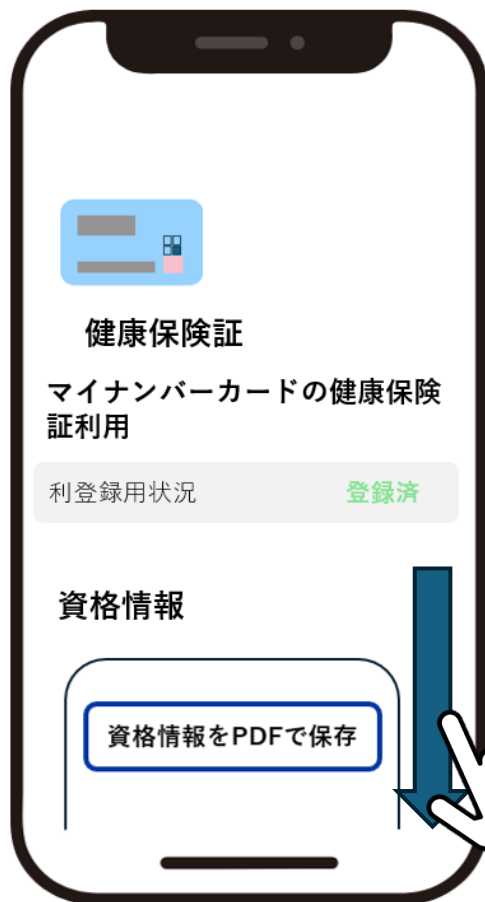 健康保険証
マイナンバーカードの健康保険
証利用
利登録用状況
登録済
資格情報
資格情報をPDFで保存